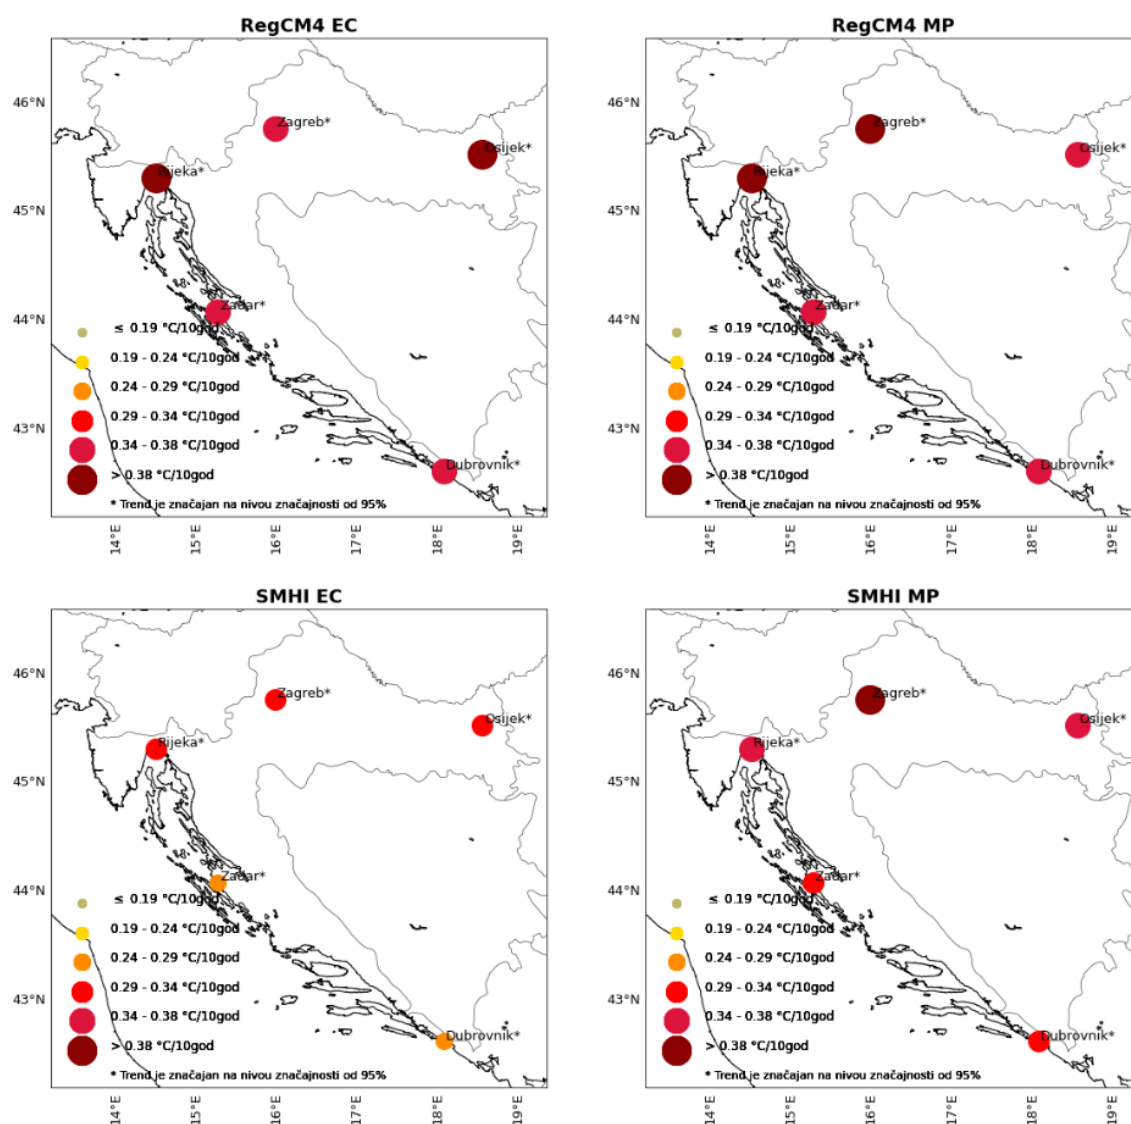 RegCM4 EC
46°N
45°N
44°N
43°N
Zagreb*
Osijek*
Rijeka*
Zadar*
Dubrovnik*
≤ 0.19 °C/10god
0.19 - 0.24 °C/10god
0.24 - 0.29 °C/10god
0.29 - 0.34 °C/10god
0.34 - 0.38 °C/10god
> 0.38 °C/10god
* Trend je značajan na nivou značajnosti od 95%
14°E
15°E
16°E
17°E
18°E
19°E
RegCM4 MP
Zagreb*
Osijek*
Rijeka*
Zadar*
Dubrovnik*
≤ 0.19 °C/10god
0.19 - 0.24 °C/10god
0.24 - 0.29 °C/10god
0.29 - 0.34 °C/10god
0.34 - 0.38 °C/10god
> 0.38 °C/10god
* Trend je značajan na nivou značajnosti od 95%
14°E
15°E
16°E
17°E
18°E
19°E
SMHI EC
46°N
45°N
44°N
43°N
Zagreb*
Osijek*
Rijeka*
Zadar*
Dubrovnik*
≤ 0.19 °C/10god
0.19 - 0.24 °C/10god
0.24 - 0.29 °C/10god
0.29 - 0.34 °C/10god
0.34 - 0.38 °C/10god
> 0.38 °C/10god
* Trend je značajan na nivou značajnosti od 95%
14°E
15°E
16°E
17°E
18°E
19°E
SMHI MP
Zagreb*
Osijek*
Rijeka*
Zadar*
Dubrovnik*
≤ 0.19 °C/10god
0.19 - 0.24 °C/10god
0.24 - 0.29 °C/10god
0.29 - 0.34 °C/10god
0.34 - 0.38 °C/10god
> 0.38 °C/10god
* Trend je značajan na nivou značajnosti od 95%
14°E
15°E
16°E
17°E
18°E
19°E